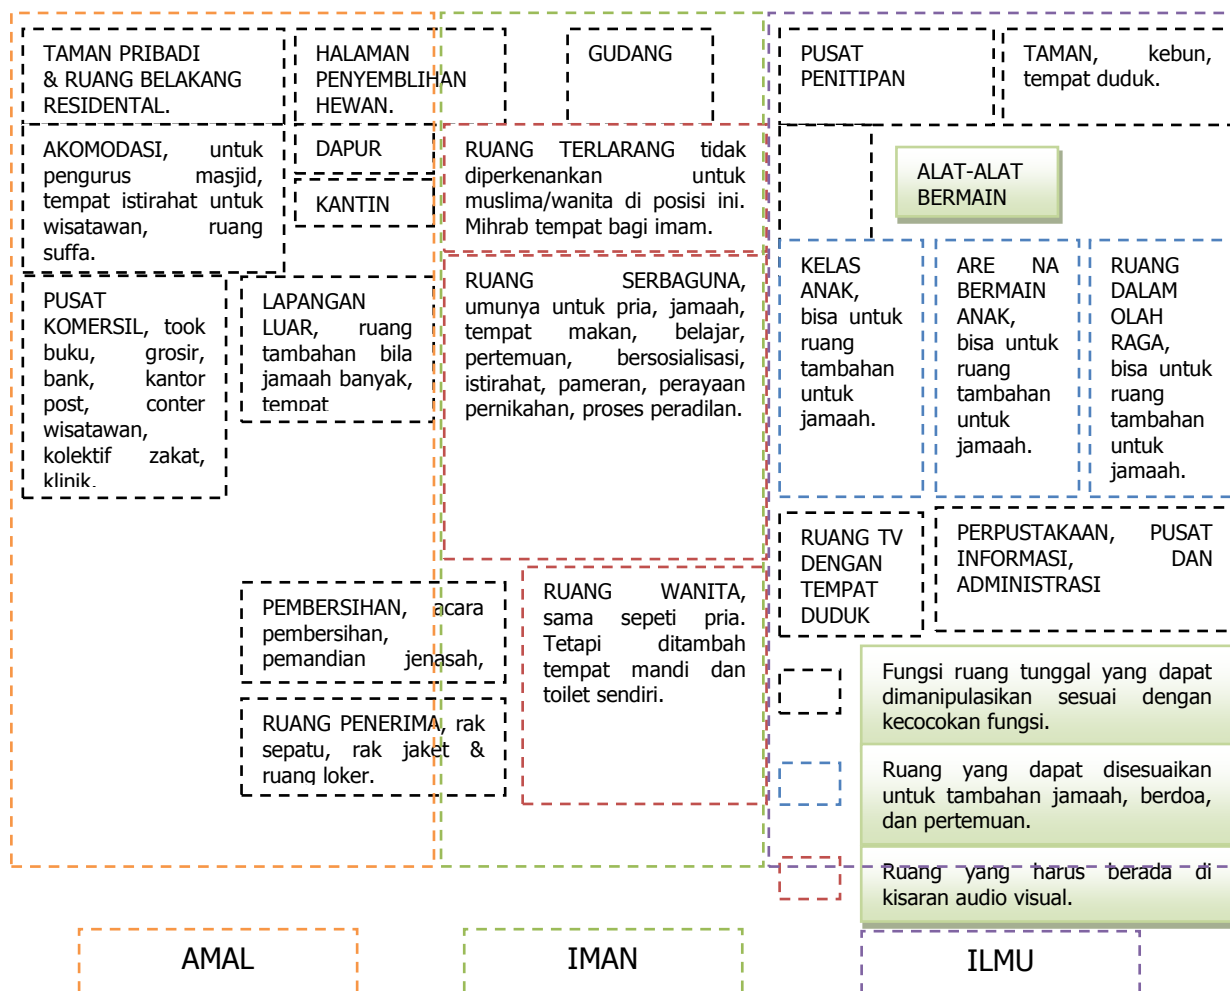 TAMAN PRIBADI
& RUANG BELAKANG
RESIDENTAL.
HALAMAN
PENYEMBLIHAN
HEWAN.
GUDANG
PUSAT
PENITIPAN
TAMAN, kebun,
tempat duduk.
AKOMODASI, untuk
pengurus masjid,
tempat istirahat untuk
wisatawan, ruang
suffa.
DAPUR
KANTIN
RUANG TERLARANG tidak
diperkenankan untuk
muslima/wanita di posisi ini.
Mihrab tempat bagi imam.
ALAT-ALAT
BERMAIN
PUSAT
KOMERSIL, took
buku, grosir,
bank, kantor
post, conter
wisatawan,
kolektif zakat,
klinik.
LAPANGAN
LUAR, ruang
tambahan bila
jamaah banyak,
tempat
RUANG SERBAGUNA,
umunya untuk pria, jamaah,
tempat makan, belajar,
pertemuan, bersosialisasi,
istirahat, pameran, perayaan
pernikahan, proses peradilan.
KELAS
ANAK,
bisa untuk
ruang
tambahan
untuk
jamaah.
ARE NA
BERMAIN
ANAK,
bisa untuk
ruang
tambahan
untuk
jamaah.
RUANG
DALAM
OLAH
RAGA,
bisa untuk
ruang
tambahan
untuk
jamaah.
PEMBERSIHAN, acara
pembersihan,
pemandian jenasah,
RUANG PENERIMA, rak
sepatu, rak jaket &
ruang loker.
RUANG WANITA,
sama sepeti pria.
Tetapi ditambah
tempat mandi dan
toilet sendiri.
RUANG TV
DENGAN
TEMPAT
DUDUK
PERPUSTAKAAN, PUSAT
INFORMASI, DAN
ADMINISTRASI
Fungsi ruang tunggal yang dapat
dimanipulasikan sesuai dengan
kecocokan fungsi.
Ruang yang dapat disesuaikan
untuk tambahan jamaah, berdoa,
dan pertemuan.
Ruang yang harus berada di
kisaran audio visual.
AMAL
IMAN
ILMU